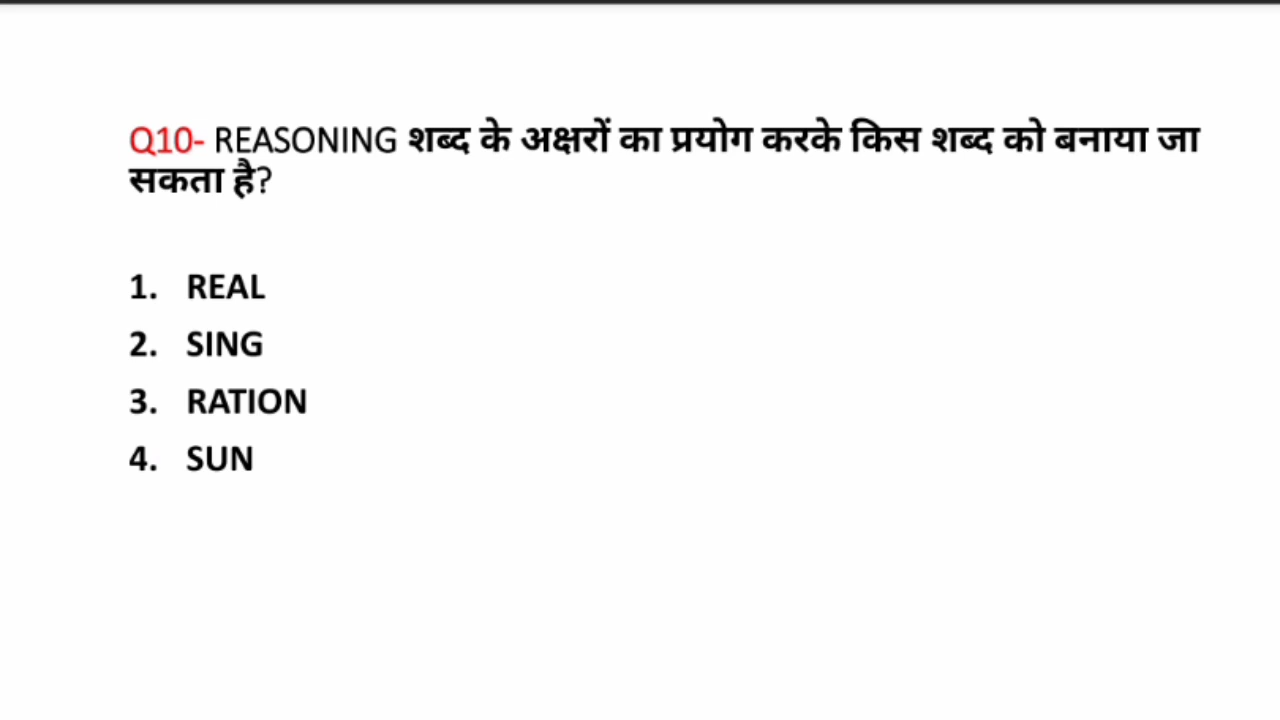 Q10- REASONING शब्द के अक्षरों का प्रयोग करके किस शब्द को बनाया जा
सकता है?
1. REAL
2. SING
3. RATION
4. SUN